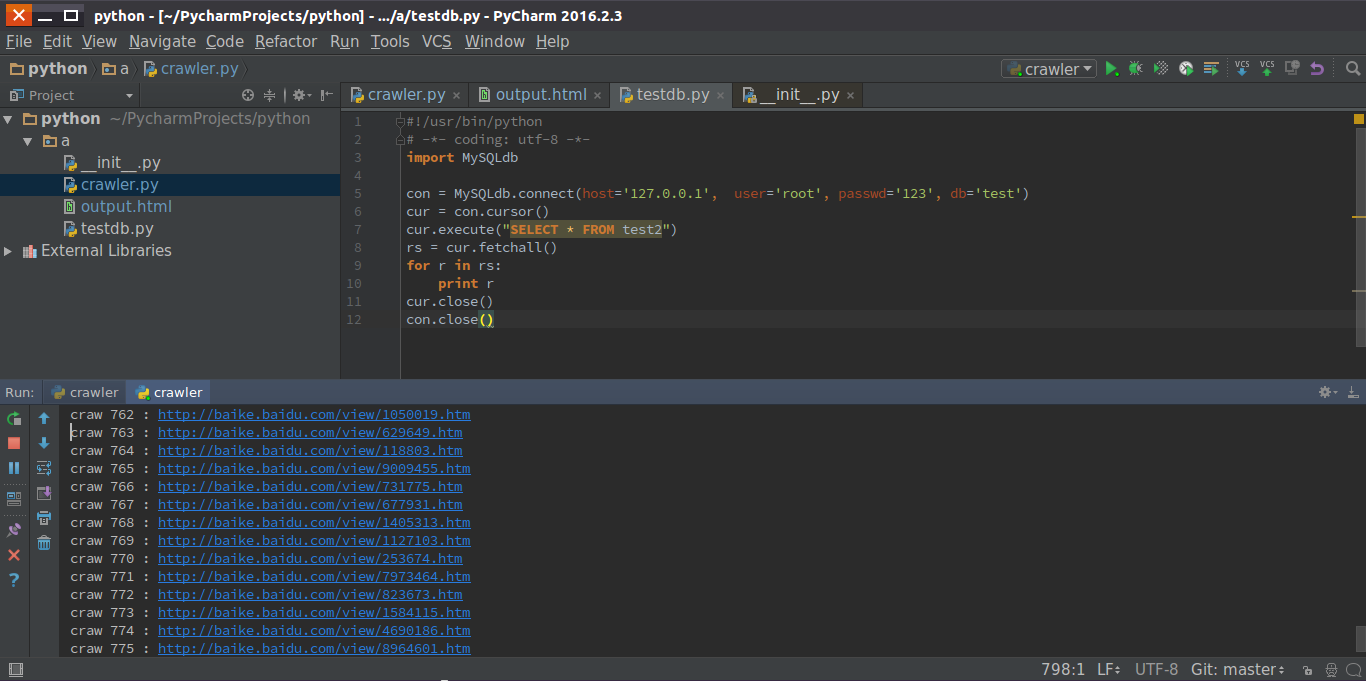 python - [~/PycharmProjects/python] - .../a/testdb.py - PyCharm 2016.2.3
File Edit View Navigate Code Refactor Run Tools VCS Window Help
python a crawler.py crawler VCS VCS
Project crawler.py output.html testdb.py __init__.py
python ~/PycharmProjects/python
a
__init__.py
crawler.py
output.html
testdb.py
External Libraries
1 #!/usr/bin/python
2 # -*- coding: utf-8 -*-
3 import MySQLdb
4
5 con = MySQLdb.connect(host='127.0.0.1',  user='root', passwd='123', db='test')
6 cur = con.cursor()
7 cur.execute("SELECT * FROM test2")
8 rs = cur.fetchall()
9 for r in rs:
10     print r
11 cur.close()
12 con.close()
Run: crawler crawler
craw 762 : http://baike.baidu.com/view/1050019.htm
craw 763 : http://baike.baidu.com/view/629649.htm
craw 764 : http://baike.baidu.com/view/118803.htm
craw 765 : http://baike.baidu.com/view/9009455.htm
craw 766 : http://baike.baidu.com/view/731775.htm
craw 767 : http://baike.baidu.com/view/677931.htm
craw 768 : http://baike.baidu.com/view/1405313.htm
craw 769 : http://baike.baidu.com/view/1127103.htm
craw 770 : http://baike.baidu.com/view/253674.htm
craw 771 : http://baike.baidu.com/view/7973464.htm
craw 772 : http://baike.baidu.com/view/823673.htm
craw 773 : http://baike.baidu.com/view/1584115.htm
craw 774 : http://baike.baidu.com/view/4690186.htm
craw 775 : http://baike.baidu.com/view/8964601.htm
798:1 LF UTF-8 Git: master